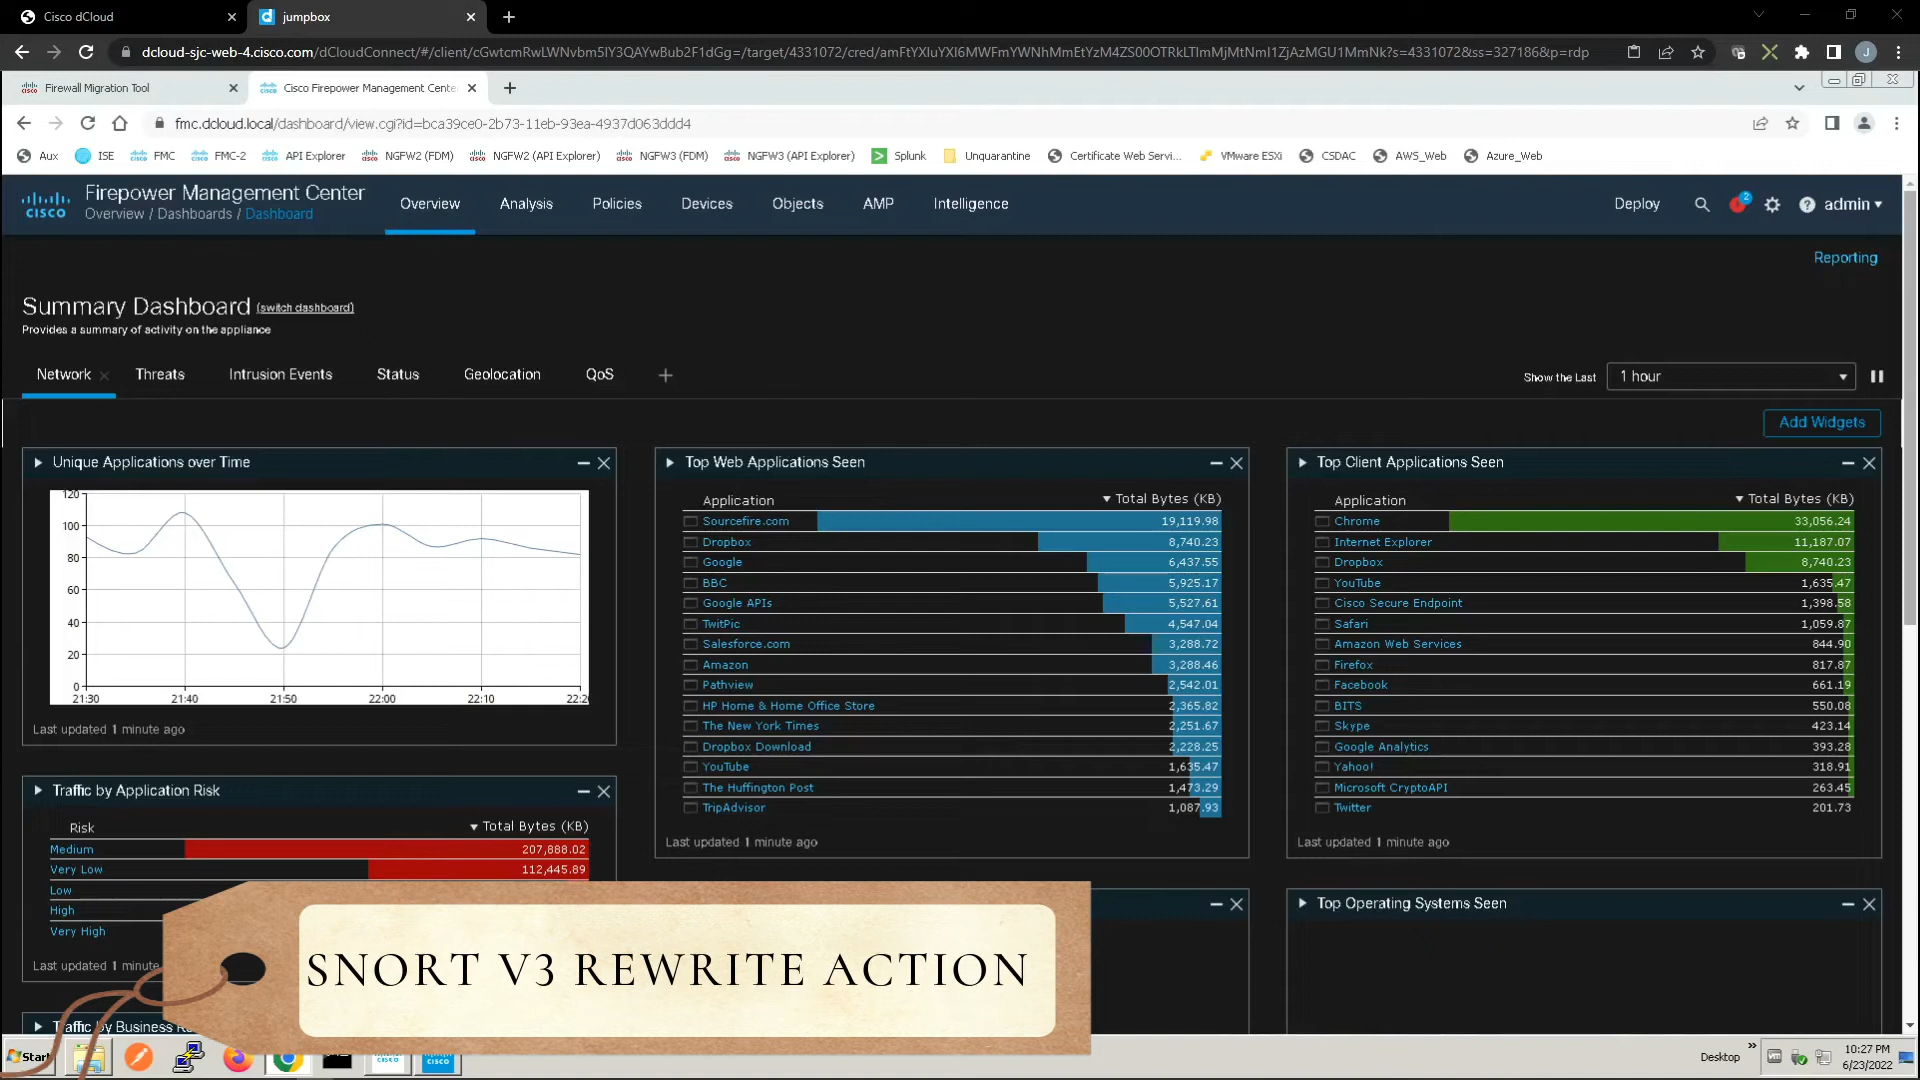 Cisco dCloud
jumpbox
dcloud-sjc-web-4.cisco.com/dCloudConnect/#/client/cGwtcmRwLWNvbm5lY3QAYwBub2F1dGg=/target/4331072/cred/amFtYXIuYXI6MWFmYWNhMmEtYzM4ZS00OTRkLTlmMjMtNmI1ZjAzMGU1MmNk?s=4331072&ss=327186&p=rdp
J
Firewall Migration Tool
Cisco Firepower Management Cente
fmc.dcloud.local/dashboard/view.cgi?id=bca39ce0-2b73-11eb-93ea-4937d063ddd4
Aux ISE FMC FMC-2 API Explorer NGFW2 (FDM) NGFW2 (API Explorer) NGFW3 (FDM) NGFW3 (API Explorer) Splunk Unquarantine Certificate Web Servi... VMware ESXi CSDAC AWS_Web Azure_Web
CISCO
Firepower Management Center
Overview / Dashboards / Dashboard
Overview Analysis Policies Devices Objects AMP Intelligence
Deploy 2 admin
Reporting
Summary Dashboard (switch dashboard)
Provides a summary of activity on the appliance
Network Threats Intrusion Events Status Geolocation QoS
Show the Last 1 hour
Add Widgets
Unique Applications over Time
120
100
80
60
40
20
0
21:30 21:40 21:50 22:00 22:10 22:2
Last updated 1 minute ago
Traffic by Application Risk
Risk Total Bytes (KB)
Medium 207,888.02
Very Low 112,445.89
Low
High
Very High
Last updated 1 minute
Traffic by Business R
Top Web Applications Seen
Application Total Bytes (KB)
Sourcefire.com 19,119.98
Dropbox 8,740.23
Google 6,437.55
BBC 5,925.17
Google APIs 5,527.61
TwitPic 4,547.04
Salesforce.com 3,288.72
Amazon 3,288.46
Pathview 2,542.01
HP Home & Home Office Store 2,365.82
The New York Times 2,251.67
Dropbox Download 2,228.25
YouTube 1,635.47
The Huffington Post 1,473.29
TripAdvisor 1,087.93
Last updated 1 minute ago
Top Client Applications Seen
Application Total Bytes (KB)
Chrome 33,056.24
Internet Explorer 11,187.07
Dropbox 8,740.23
YouTube 1,635.47
Cisco Secure Endpoint 1,398.58
Safari 1,059.87
Amazon Web Services 844.90
Firefox 817.87
Facebook 661.19
BITS 550.08
Skype 423.14
Google Analytics 393.28
Yahoo! 318.91
Microsoft CryptoAPI 263.45
Twitter 201.73
Last updated 1 minute ago
Top Operating Systems Seen
SNORT V3 REWRITE ACTION
Start
Desktop
10:27 PM
6/23/2022